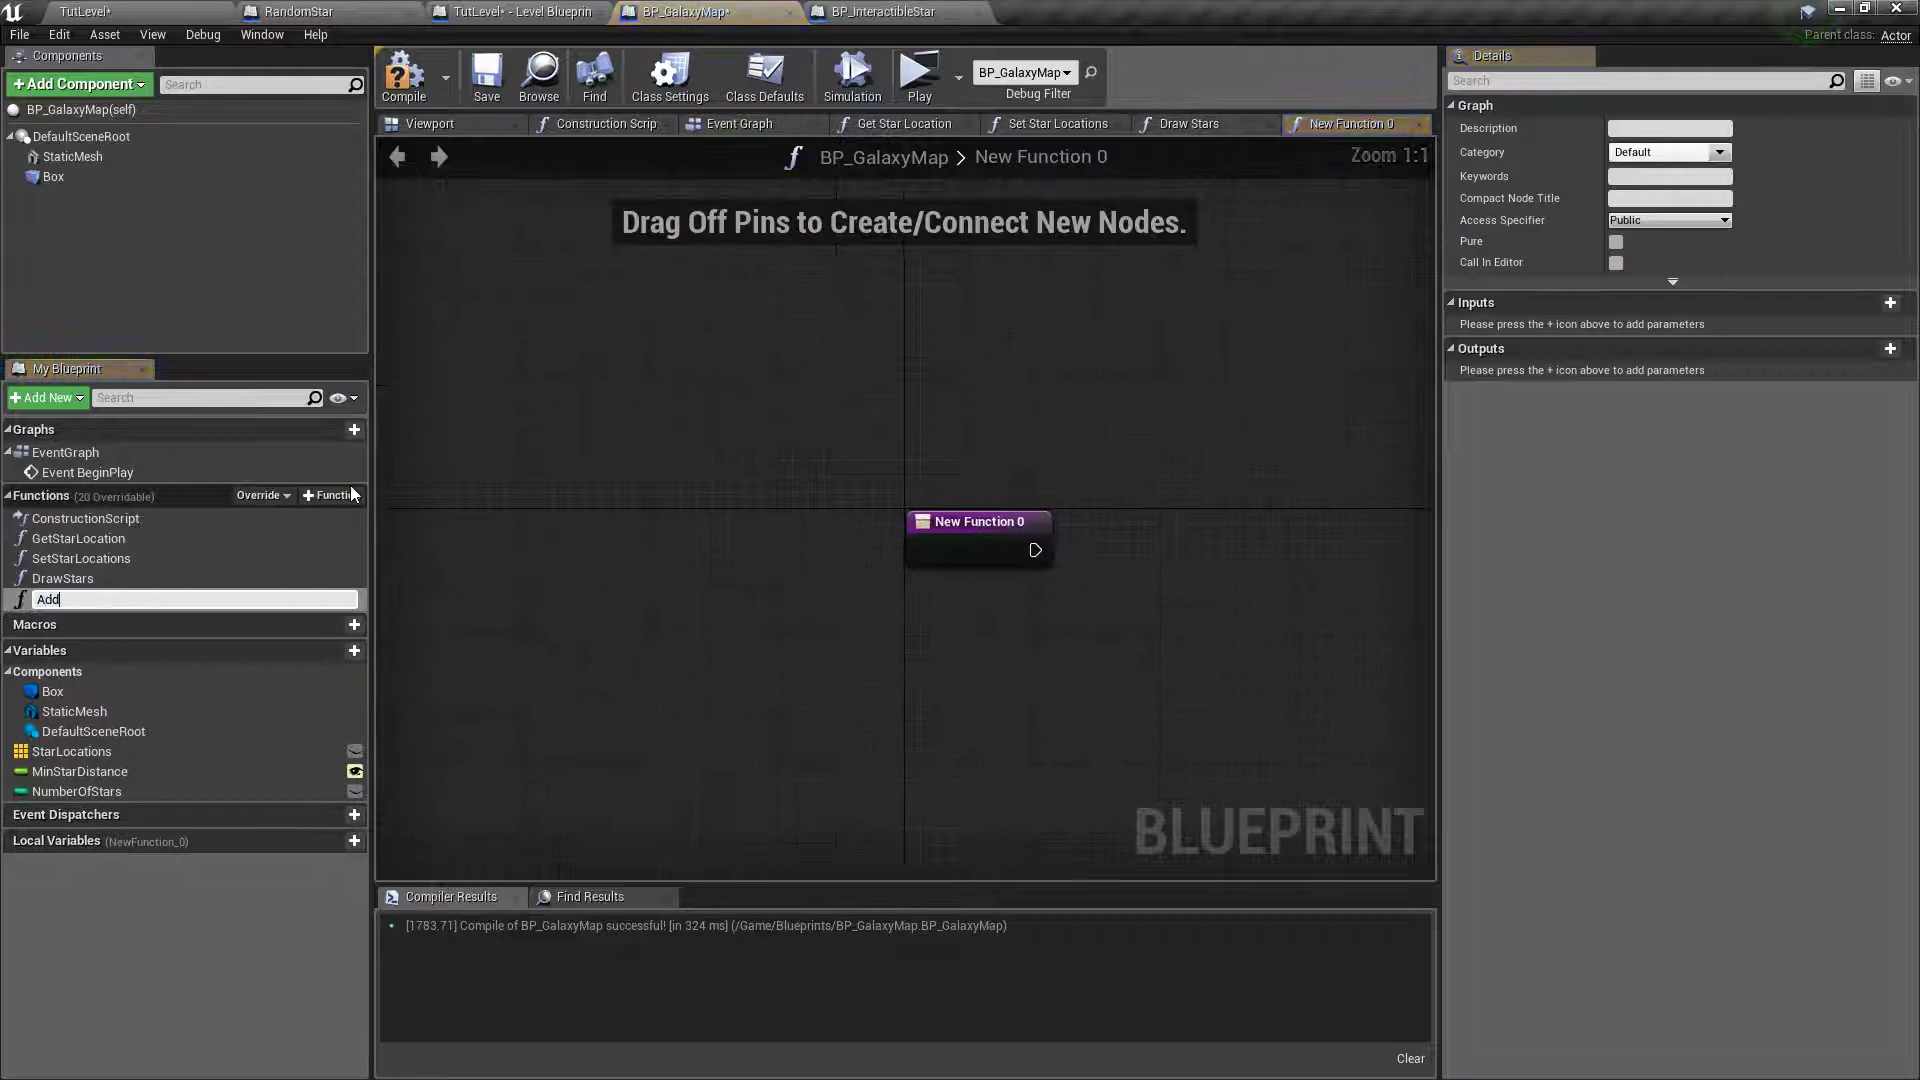 TutLevel*
RandomStar
TutLevel* - Level Blueprin
BP_GalaxyMap*
BP_InteractibleStar
File
Edit
Asset
View
Debug
Window
Help
Parent class: Actor
Components
+Add Component
Search
BP_GalaxyMap(self)
DefaultSceneRoot
StaticMesh
Box
Compile
Save
Browse
Find
Class Settings
Class Defaults
Simulation
Play
BP_GalaxyMap
Debug Filter
Viewport
Construction Scrip
Event Graph
Get Star Location
Set Star Locations
Draw Stars
New Function 0
BP_GalaxyMap > New Function 0
Zoom 1:1
Drag Off Pins to Create/Connect New Nodes.
New Function 0
BLUEPRINT
My Blueprint
+Add New
Search
Graphs
EventGraph
Event BeginPlay
Functions (20 Overridable)
Override
+Functi
ConstructionScript
GetStarLocation
SetStarLocations
DrawStars
Add
Macros
Variables
Components
Box
StaticMesh
DefaultSceneRoot
StarLocations
MinStarDistance
NumberOfStars
Event Dispatchers
Local Variables (NewFunction_0)
Compiler Results
Find Results
• [1783.71] Compile of BP_GalaxyMap successful! [in 324 ms] (/Game/Blueprints/BP_GalaxyMap.BP_GalaxyMap)
Clear
Details
Search
Graph
Description
Category
Default
Keywords
Compact Node Title
Access Specifier
Public
Pure
Call In Editor
Inputs
Please press the + icon above to add parameters
Outputs
Please press the + icon above to add parameters